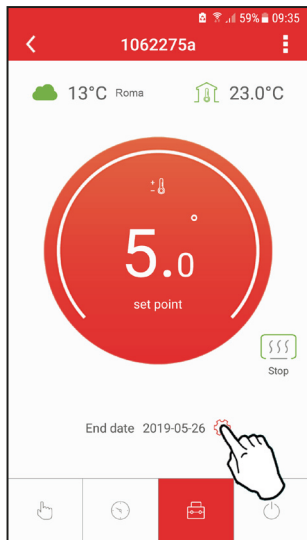 59% 09:35
1062275a
13°C Roma 23.0°C
+
-
5.0°
set point
Stop
End date 2019-05-26